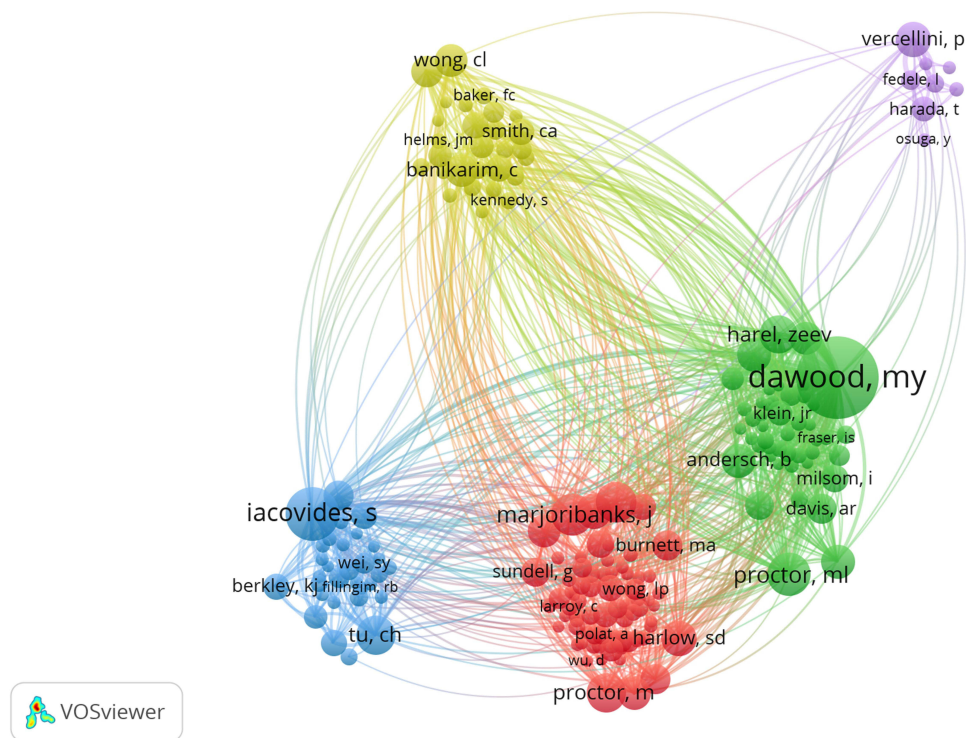 vercellini, p
wong, cl
fedele, l
baker, fc
harada, t
smith, ca
helms, jm
osuga, y
banikarim, c
kennedy, s
harel, zeev
dawood, my
klein, jr
fraser, is
andersch, b
milsom, i
davis, ar
iacovides, s
marjoribanks, j
burnett, ma
wei, sy
sundell, g
proctor, ml
berkley, kj
fillingim, rb
wong, lp
larroy, c
tu, ch
polat, a
harlow, sd
wu, d
proctor, m
VOSviewer